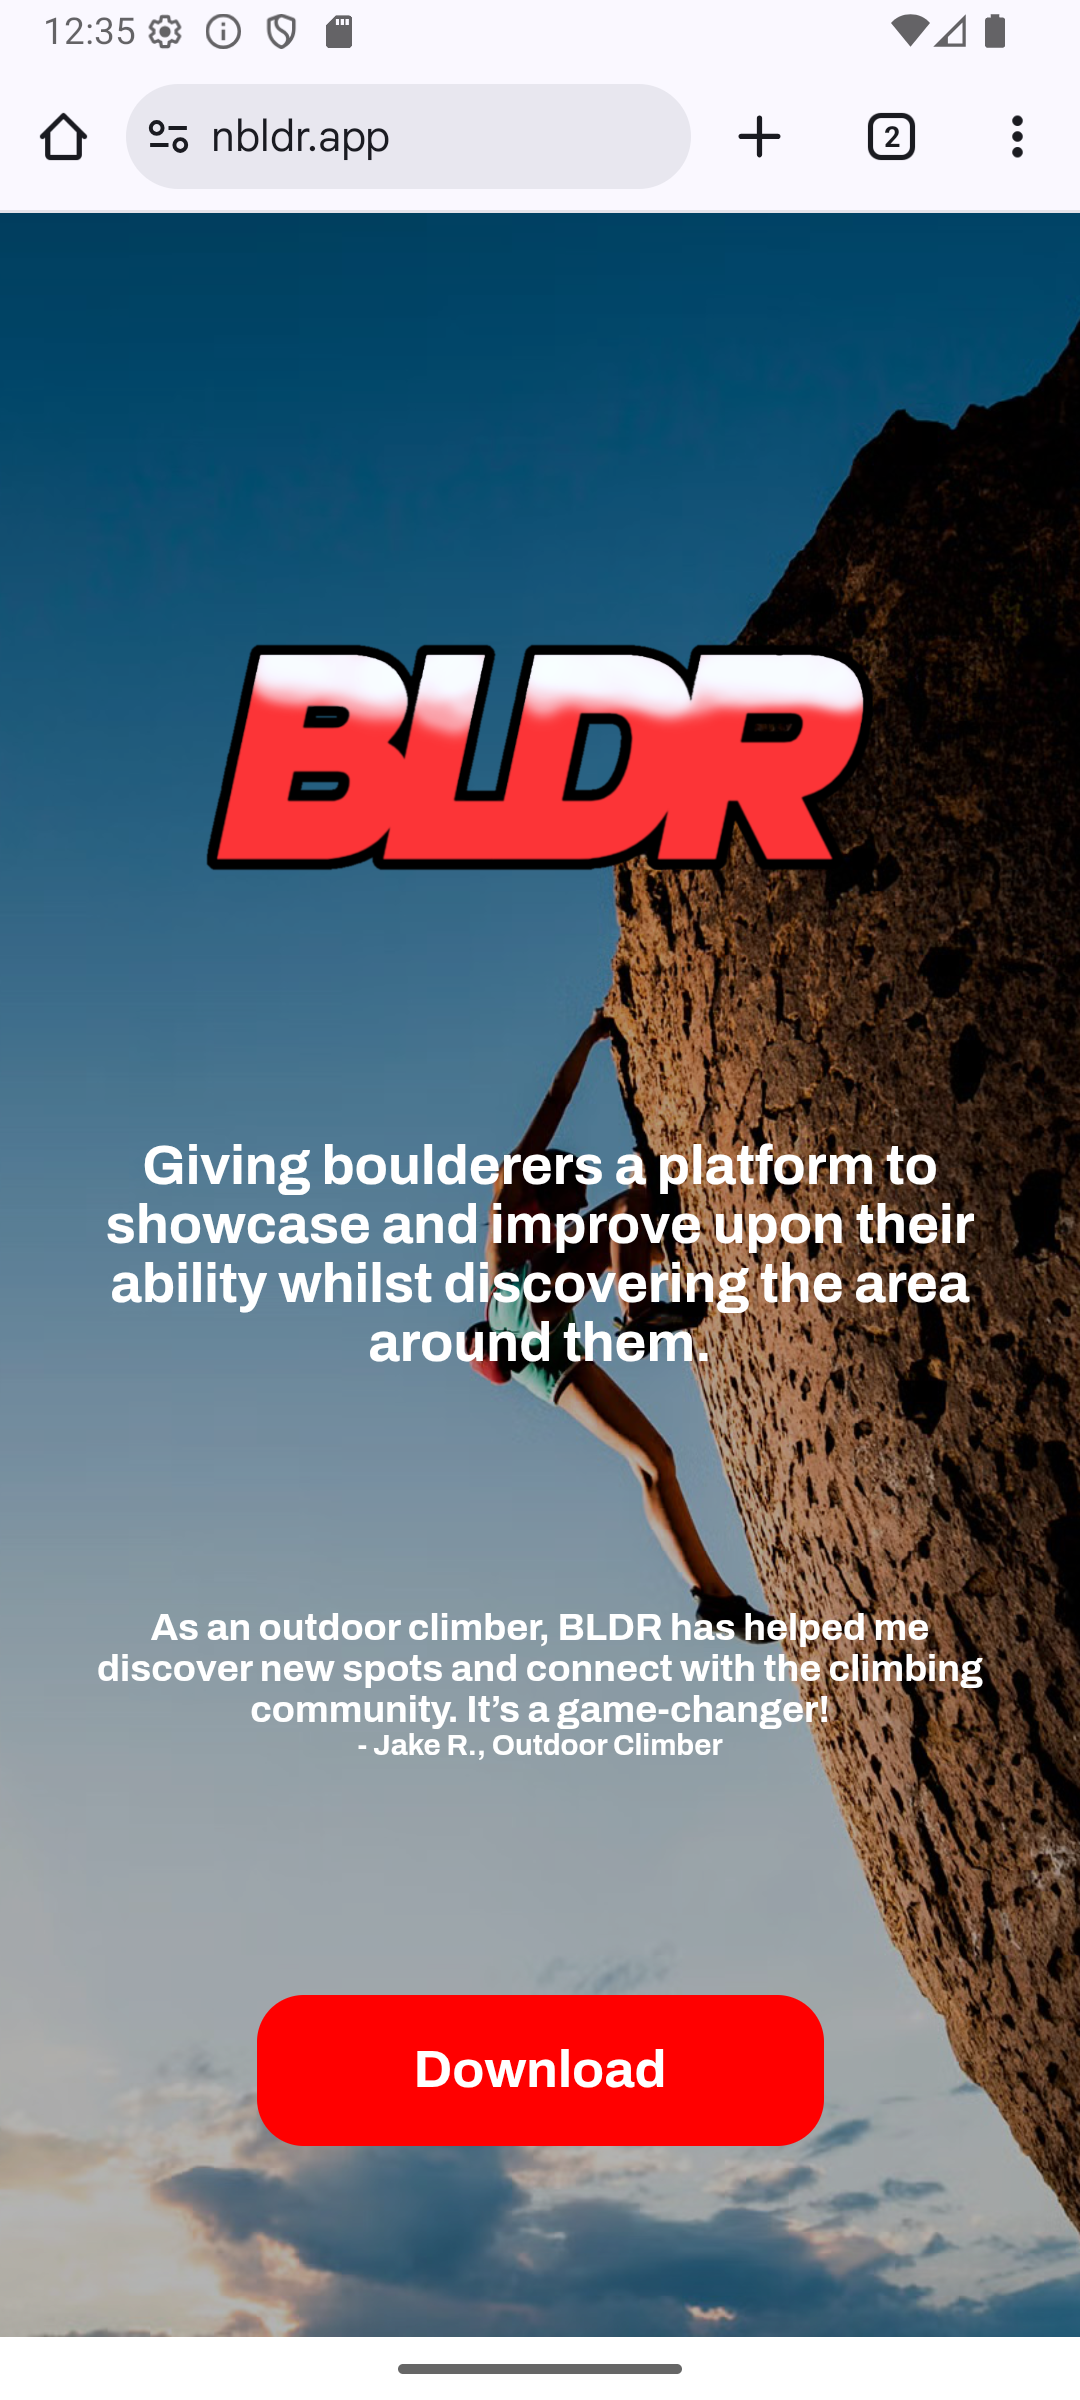 12:35
nbldr.app
2
BLDR
Giving boulderers a platform to
showcase and improve upon their
ability whilst discovering the area
around them.
As an outdoor climber, BLDR has helped me
discover new spots and connect with the climbing
community. It’s a game-changer!
- Jake R., Outdoor Climber
Download